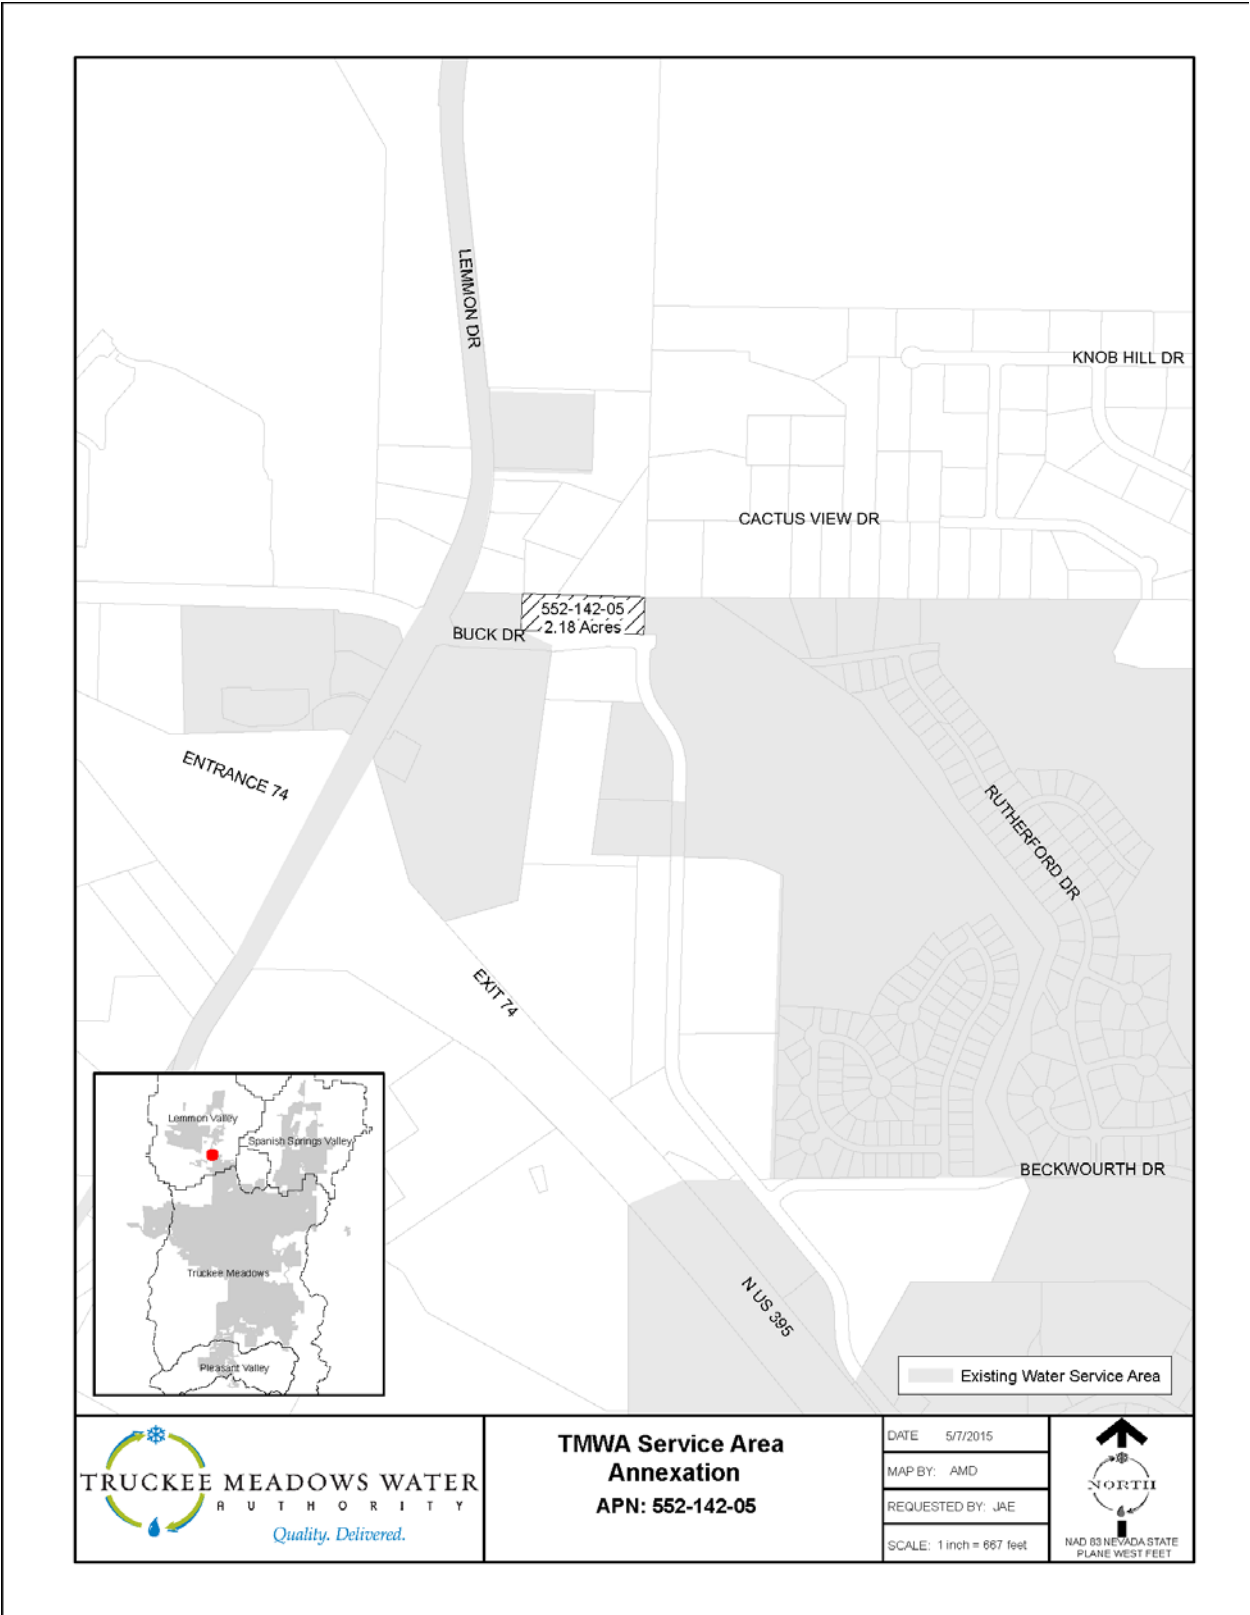 LEMMON DR
KNOB HILL DR
CACTUS VIEW DR
552-142-05
2.18 Acres
BUCK DR
ENTRANCE 74
RUTHERFORD DR
EXIT 74
BECKWOURTH DR
N US 395
Lemmon Valley
Spanish Springs Valley
Truckee Meadows
Pleasant Valley
Existing Water Service Area
TRUCKEE MEADOWS WATER
AUTHORITY
Quality. Delivered.
TMWA Service Area
Annexation
APN: 552-142-05
DATE 5/7/2015
MAP BY: AMD
REQUESTED BY: JAE
SCALE: 1 inch = 667 feet
NORTH
NAD 83 NEVADA STATE
PLANE WEST FEET